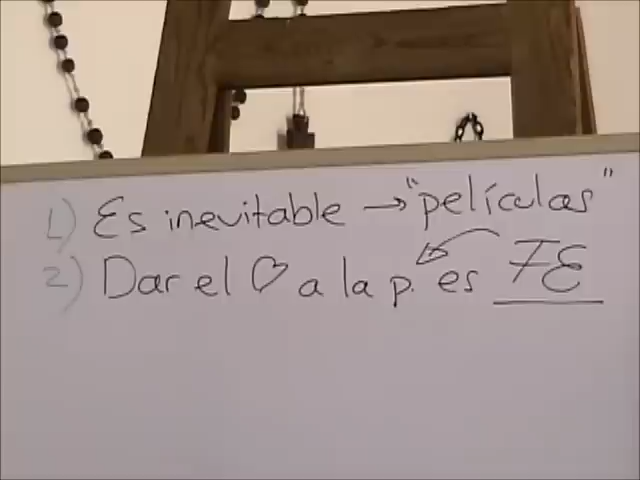 1) Es inevitable → "películas"
2) Dar el ♡ a la p. es FE